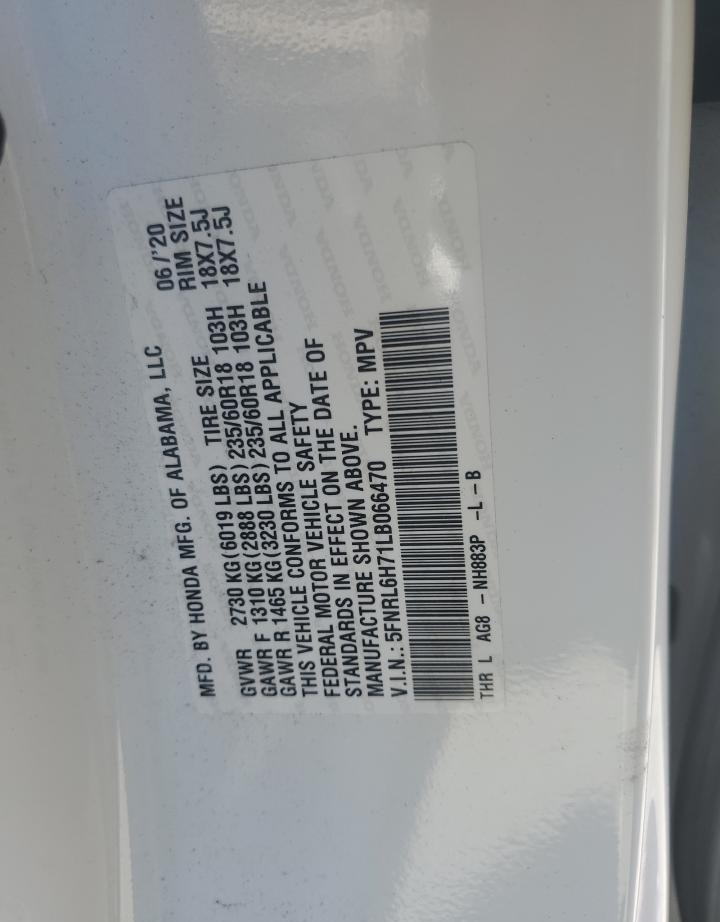 MFD. BY HONDA MFG. OF ALABAMA, LLC 06/'20
GVWR 2730 KG (6019 LBS) TIRE SIZE RIM SIZE
GAWR F 1310 KG (2888 LBS) 235/60R18 103H 18X7.5J
GAWR R 1465 KG (3230 LBS) 235/60R18 103H 18X7.5J
THIS VEHICLE CONFORMS TO ALL APPLICABLE
FEDERAL MOTOR VEHICLE SAFETY
STANDARDS IN EFFECT ON THE DATE OF
MANUFACTURE SHOWN ABOVE.
V.I.N.: 5FNRL6H71LB066470 TYPE: MPV
THR L AG8 - NH883P -L-B